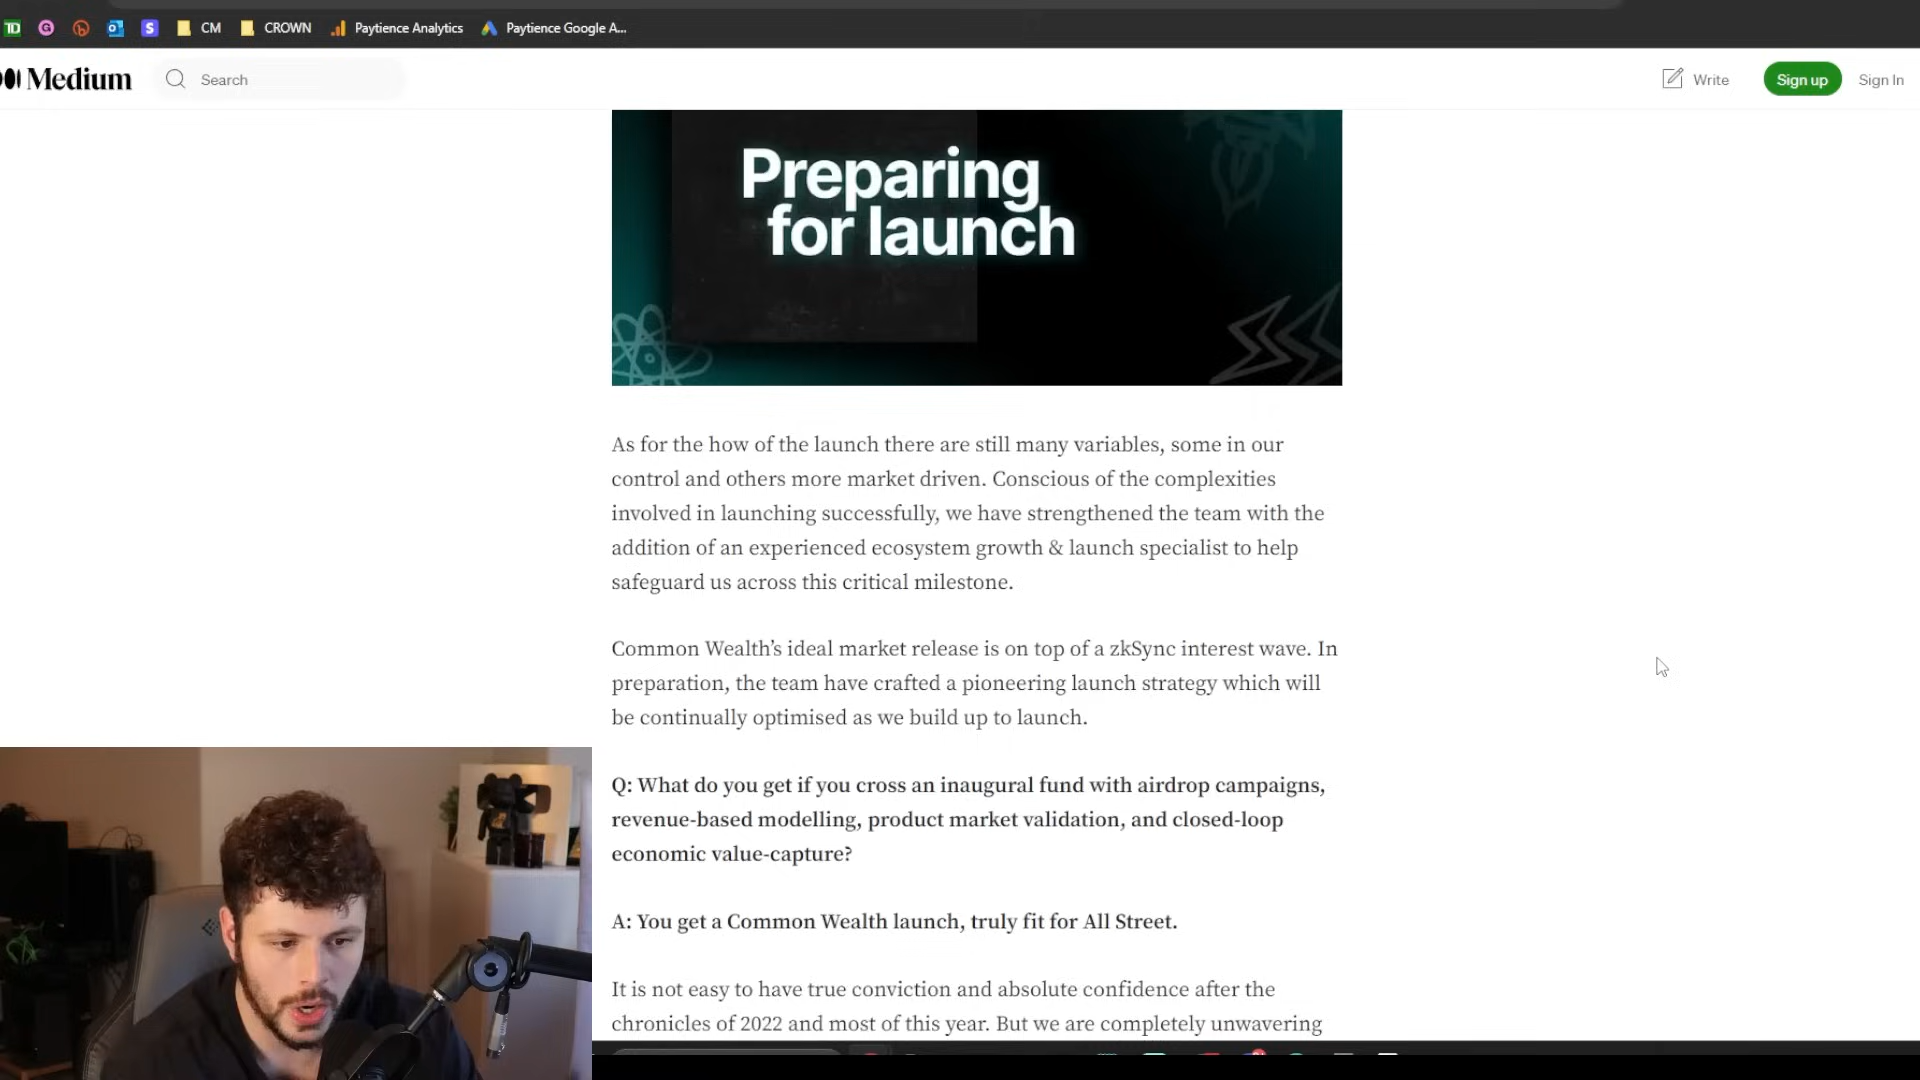 CM
CROWN
Paytience Analytics
Paytience Google A...
Medium
Search
Write
Sign up
Sign In
Preparing
for launch
As for the how of the launch there are still many variables, some in our
control and others more market driven. Conscious of the complexities
involved in launching successfully, we have strengthened the team with the
addition of an experienced ecosystem growth & launch specialist to help
safeguard us across this critical milestone.
Common Wealth’s ideal market release is on top of a zkSync interest wave. In
preparation, the team have crafted a pioneering launch strategy which will
be continually optimised as we build up to launch.
Q: What do you get if you cross an inaugural fund with airdrop campaigns,
revenue-based modelling, product market validation, and closed-loop
economic value-capture?
A: You get a Common Wealth launch, truly fit for All Street.
It is not easy to have true conviction and absolute confidence after the
chronicles of 2022 and most of this year. But we are completely unwavering